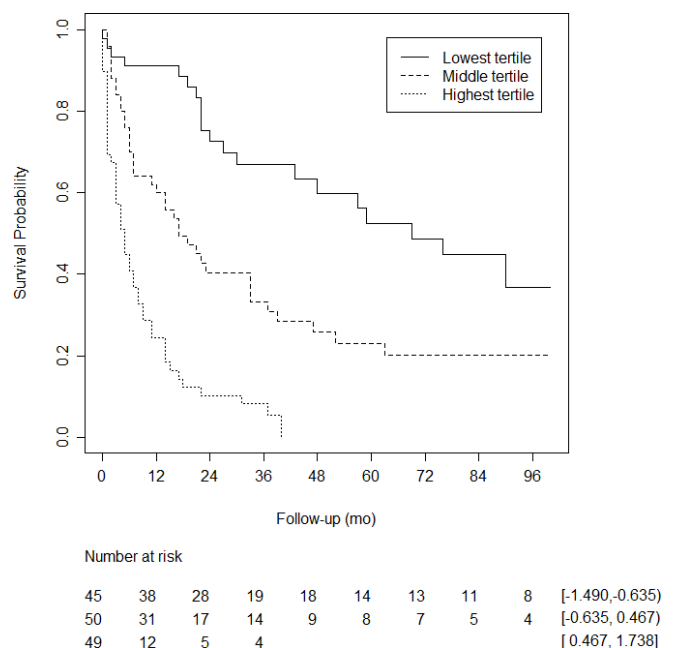 Survival Probability
1.0
0.8
0.6
0.4
0.2
0.0
Lowest tertile
Middle tertile
Highest tertile
0 12 24 36 48 60 72 84 96
Follow-up (mo)
Number at risk
45 38 28 19 18 14 13 11 8 [-1.490,-0.635)
50 31 17 14 9 8 7 5 4 [-0.635, 0.467)
49 12 5 4 [ 0.467, 1.738]